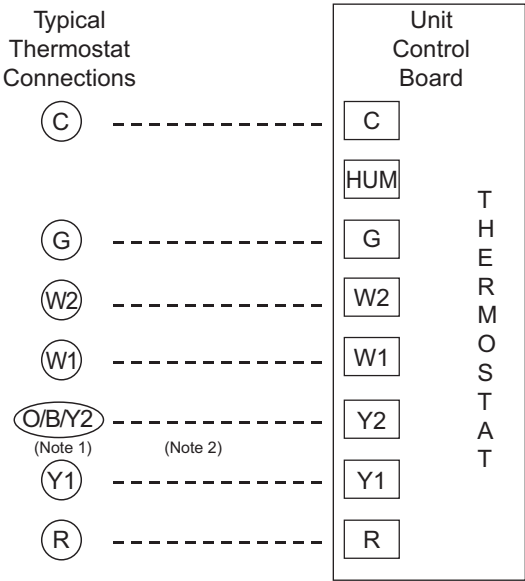 Typical
Thermostat
Connections
Unit
Control
Board
C
C
HUM
G
G
W2
W2
W1
W1
O/B/Y2
Y2
(Note 1)
(Note 2)
Y1
Y1
R
R
THERMOSTAT